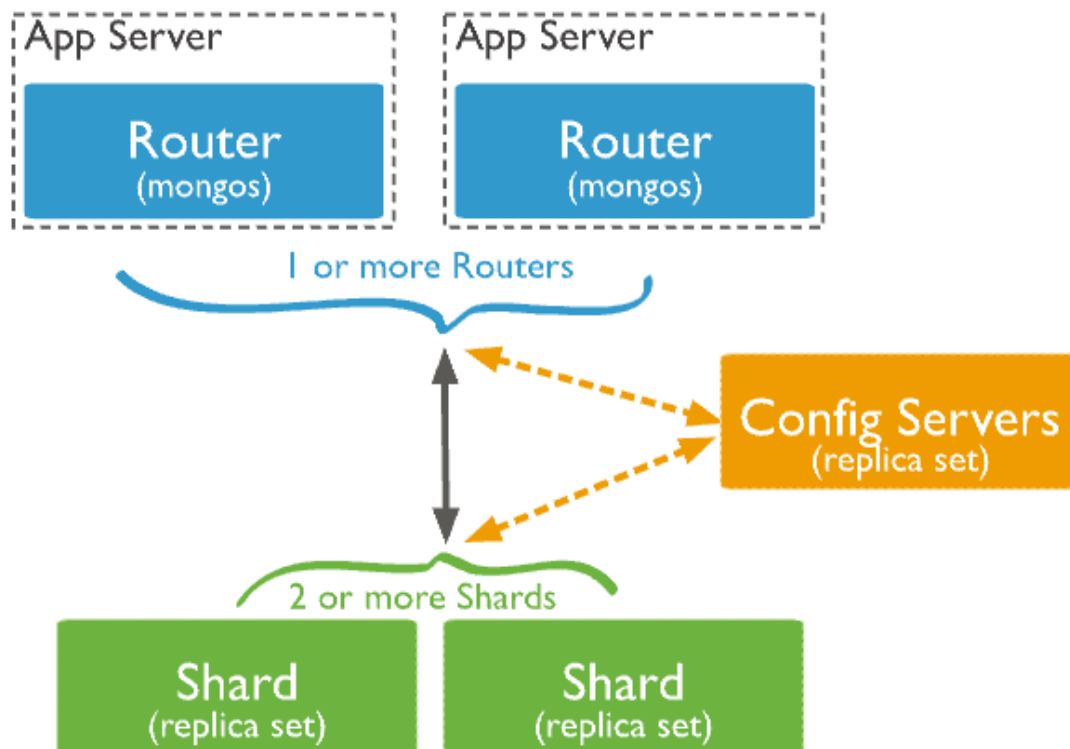 App Server
App Server
Router
(mongos)
Router
(mongos)
1 or more Routers
Config Servers
(replica set)
2 or more Shards
Shard
(replica set)
Shard
(replica set)